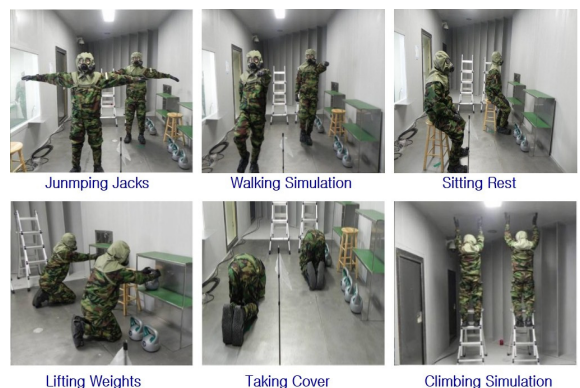 Junmping Jacks
Walking Simulation
Sitting Rest
Lifting Weights
Taking Cover
Climbing Simulation